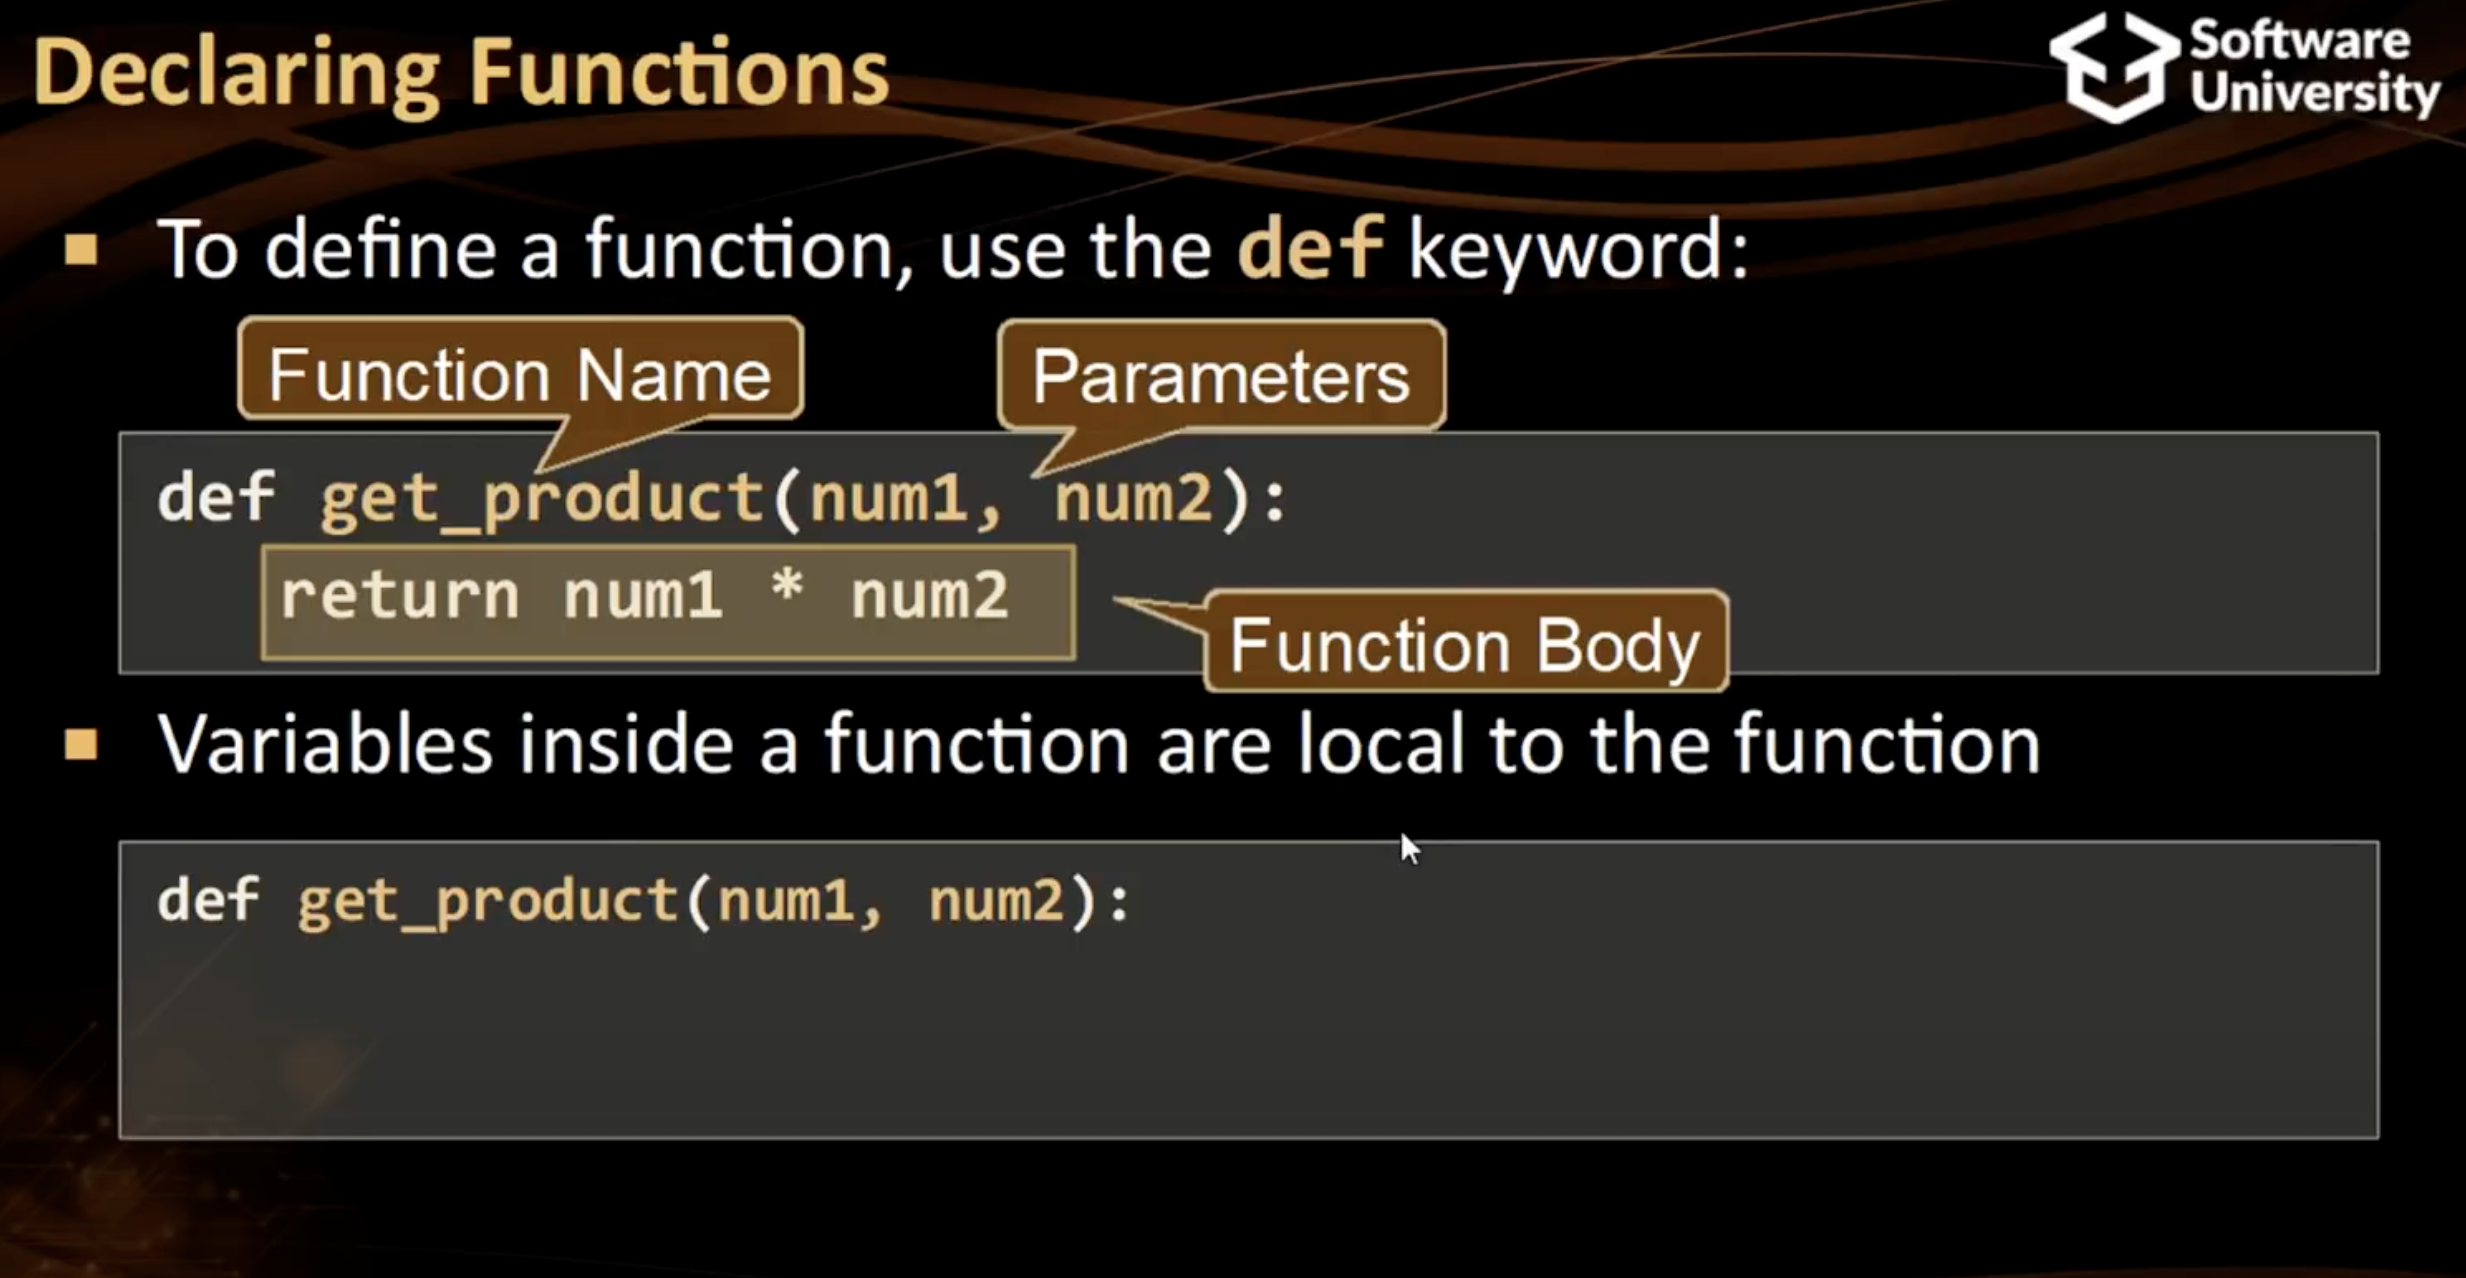 Declaring Functions
Software
University
To define a function, use the def keyword:
Function Name
Parameters
def get_product(num1, num2):
return num1 * num2
Function Body
Variables inside a function are local to the function
def get_product(num1, num2):